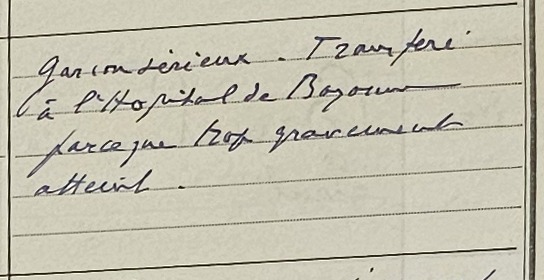 Garçon sérieux. Transféré
à l'Hopital de Bayonne
parceque trop gravement
atteint.